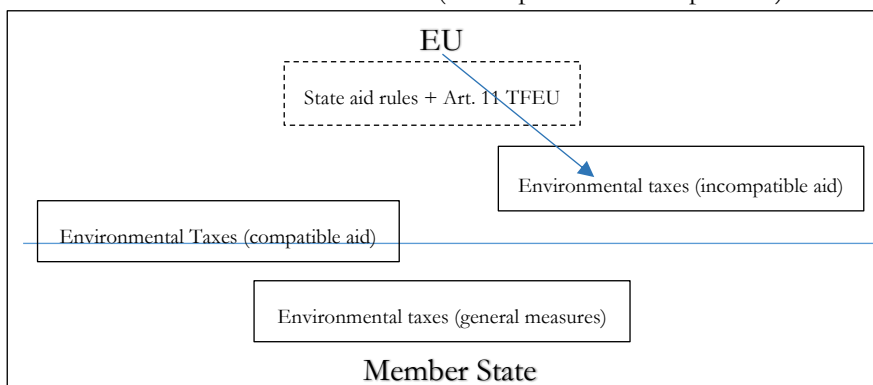 EU
State aid rules + Art. 11 TFEU
Environmental taxes (incompatible aid)
Environmental Taxes (compatible aid)
Environmental taxes (general measures)
Member State